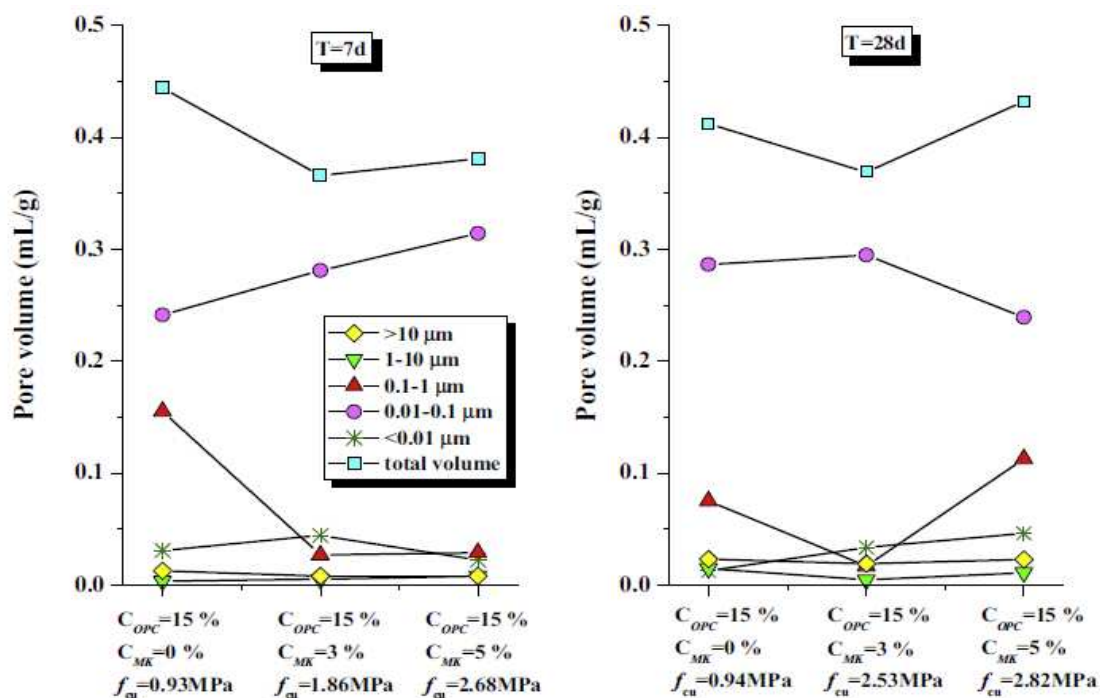 0.5
0.4
0.3
0.2
0.1
0.0
Pore volume (mL/g)
T=7d
>10 μm
1-10 μm
0.1-1 μm
0.01-0.1 μm
<0.01 μm
total volume
C_OPC=15 % C_OPC=15 % C_OPC=15 %
C_MK=0 % C_MK=3 % C_MK=5 %
f_cu=0.93MPa f_cu=1.86MPa f_cu=2.68MPa
0.5
0.4
0.3
0.2
0.1
0.0
Pore volume (mL/g)
T=28d
C_OPC=15 % C_OPC=15 % C_OPC=15 %
C_MK=0 % C_MK=3 % C_MK=5 %
f_cu=0.94MPa f_cu=2.53MPa f_cu=2.82MPa